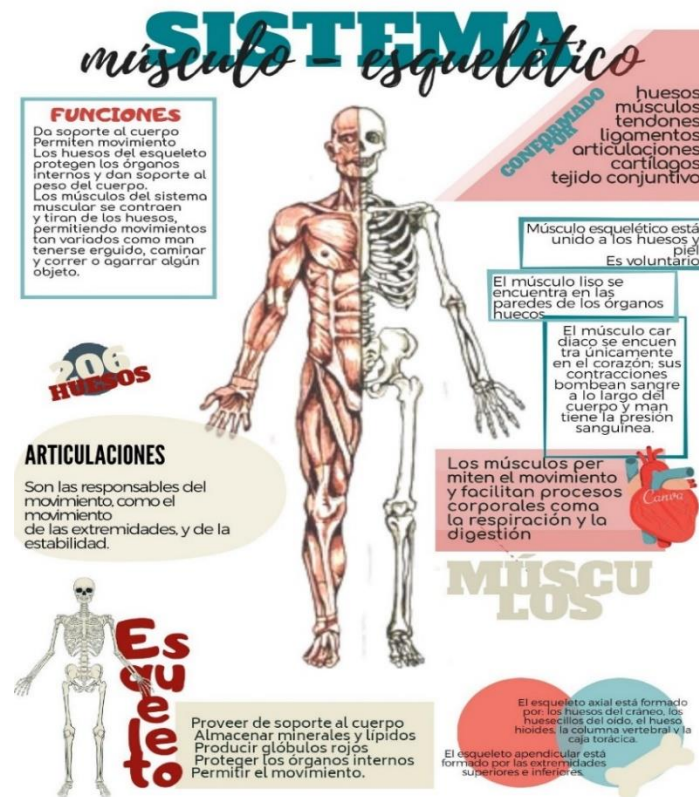 SISTEMA
músculo - esquelético
FUNCIONES
Da soporte al cuerpo
Permiten movimiento
Los huesos del esqueleto
protegen los órganos
internos y dan soporte al
peso del cuerpo.
Los músculos del sistema
muscular se contraen
y tiran de los huesos,
permitiendo movimientos
tan variados como man
tenerse erguido, caminar
y correr o agarrar algún
objeto.
CONFORMADO
POR
huesos
músculos
tendones
ligamentos
articulaciones
cartílagos
tejido conjuntivo
Músculo esquelético está
unido a los huesos y
piel
Es voluntario
El músculo liso se
encuentra en las
paredes de los órganos
huecos
El músculo car
diaco se encuen
tra únicamente
en el corazón; sus
contracciones
bombean sangre
a lo largo del
cuerpo y man
tiene la presión
sanguínea.
206
HUESOS
ARTICULACIONES
Son las responsables del
movimiento, como el
movimiento
de las extremidades, y de la
estabilidad.
Los músculos per
miten el movimiento
y facilitan procesos
corporales coma
la respiración y la
digestión
Canva
MÚSCU
LOS
Es
qu
e
le
to
Proveer de soporte al cuerpo
Almacenar minerales y lípidos
Producir glóbulos rojos
Proteger los órganos internos
Permitir el movimiento.
El esqueleto axial está formado
por: los huesos del cráneo, los
huesecillos del oído, el hueso
hioides, la columna vertebral y la
caja torácica.
El esqueleto apendicular está
formado por las extremidades
superiores e inferiores.